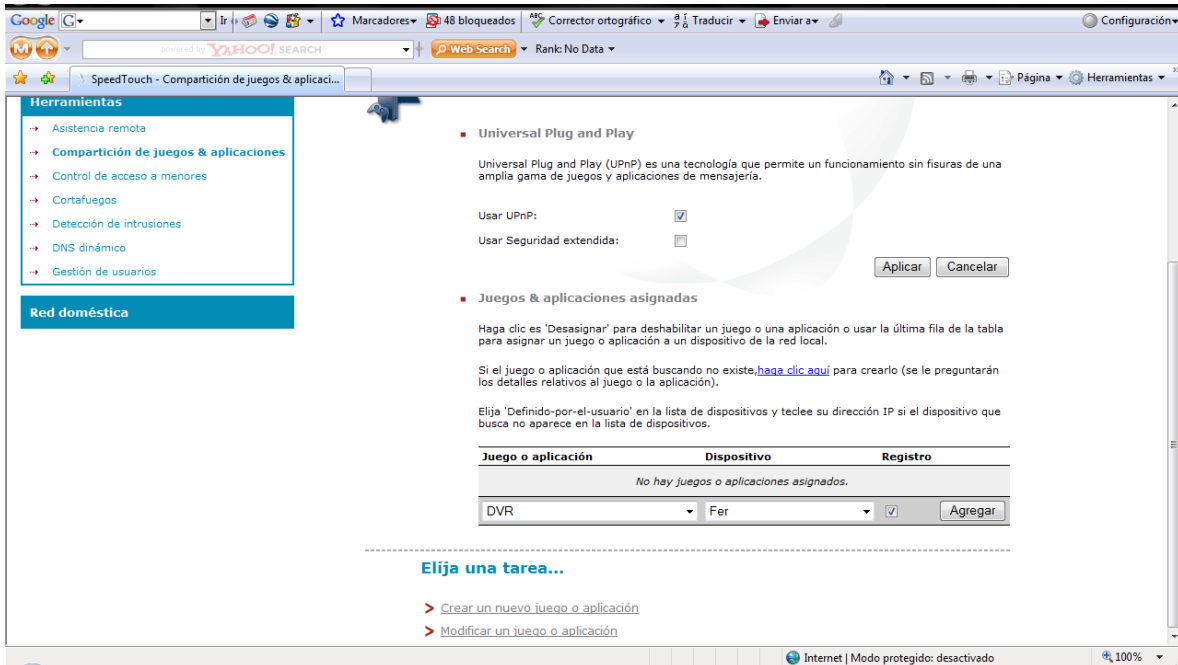 Google G Ir Marcadores 48 bloqueados ABC Corrector ortográfico Traducir Enviar a Configuración
M powered by YAHOO! SEARCH Web Search Rank: No Data
SpeedTouch - Compartición de juegos & aplicaci... Página Herramientas
Herramientas
Asistencia remota
Compartición de juegos & aplicaciones
Control de acceso a menores
Cortafuegos
Detección de intrusiones
DNS dinámico
Gestión de usuarios
Red doméstica
Universal Plug and Play
Universal Plug and Play (UPnP) es una tecnología que permite un funcionamiento sin fisuras de una
amplia gama de juegos y aplicaciones de mensajería.
Usar UPnP:
Usar Seguridad extendida:
Aplicar Cancelar
Juegos & aplicaciones asignadas
Haga clic es 'Desasignar' para deshabilitar un juego o una aplicación o usar la última fila de la tabla
para asignar un juego o aplicación a un dispositivo de la red local.
Si el juego o aplicación que está buscando no existe,haga clic aquí para crearlo (se le preguntarán
los detalles relativos al juego o la aplicación).
Elija 'Definido-por-el-usuario' en la lista de dispositivos y teclee su dirección IP si el dispositivo que
busca no aparece en la lista de dispositivos.
Juego o aplicación Dispositivo Registro
No hay juegos o aplicaciones asignados.
DVR Fer Agregar
Elija una tarea...
> Crear un nuevo juego o aplicación
> Modificar un juego o aplicación
Internet | Modo protegido: desactivado 100%